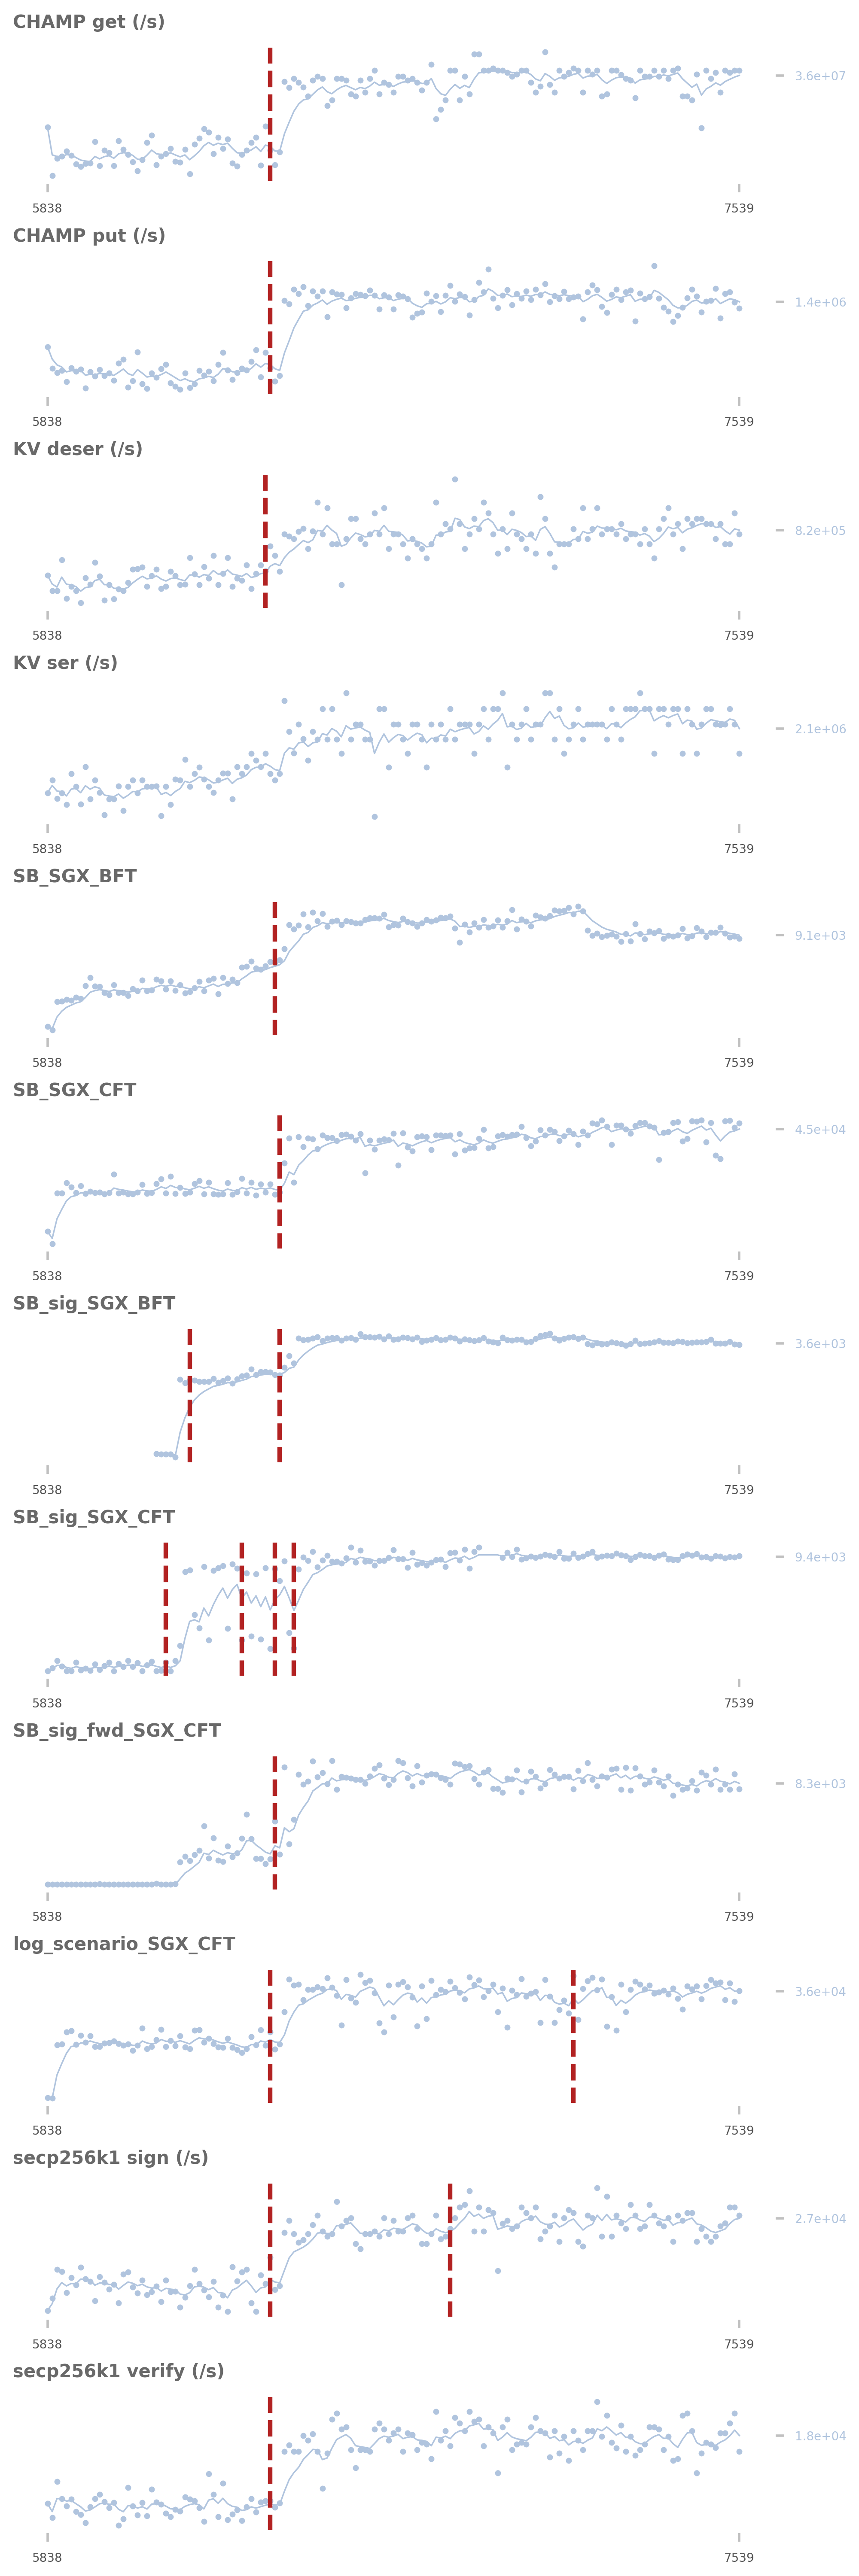 CHAMP get (/s)
3.6e+07
5838 7539
CHAMP put (/s)
1.4e+06
5838 7539
KV deser (/s)
8.2e+05
5838 7539
KV ser (/s)
2.1e+06
5838 7539
SB_SGX_BFT
9.1e+03
5838 7539
SB_SGX_CFT
4.5e+04
5838 7539
SB_sig_SGX_BFT
3.6e+03
5838 7539
SB_sig_SGX_CFT
9.4e+03
5838 7539
SB_sig_fwd_SGX_CFT
8.3e+03
5838 7539
log_scenario_SGX_CFT
3.6e+04
5838 7539
secp256k1 sign (/s)
2.7e+04
5838 7539
secp256k1 verify (/s)
1.8e+04
5838 7539